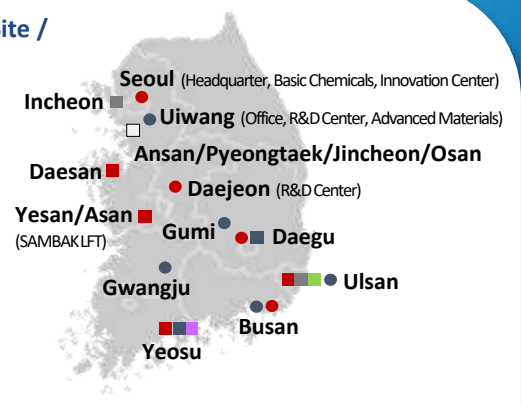 Site /
Seoul (Headquarter, Basic Chemicals, Innovation Center)
Incheon
Uiwang (Office, R&D Center, Advanced Materials)
Ansan/Pyeongtaek/Jincheon/Osan
Daesan
Daejeon (R&D Center)
Yesan/Asan
(SAMBAK LFT)
Gumi
Daegu
Ulsan
Gwangju
Busan
Yeosu